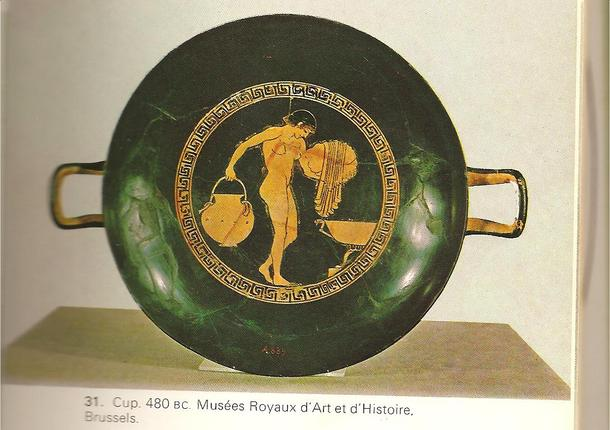 31. Cup. 480 BC. Musées Royaux d'Art et d'Histoire,
Brussels.